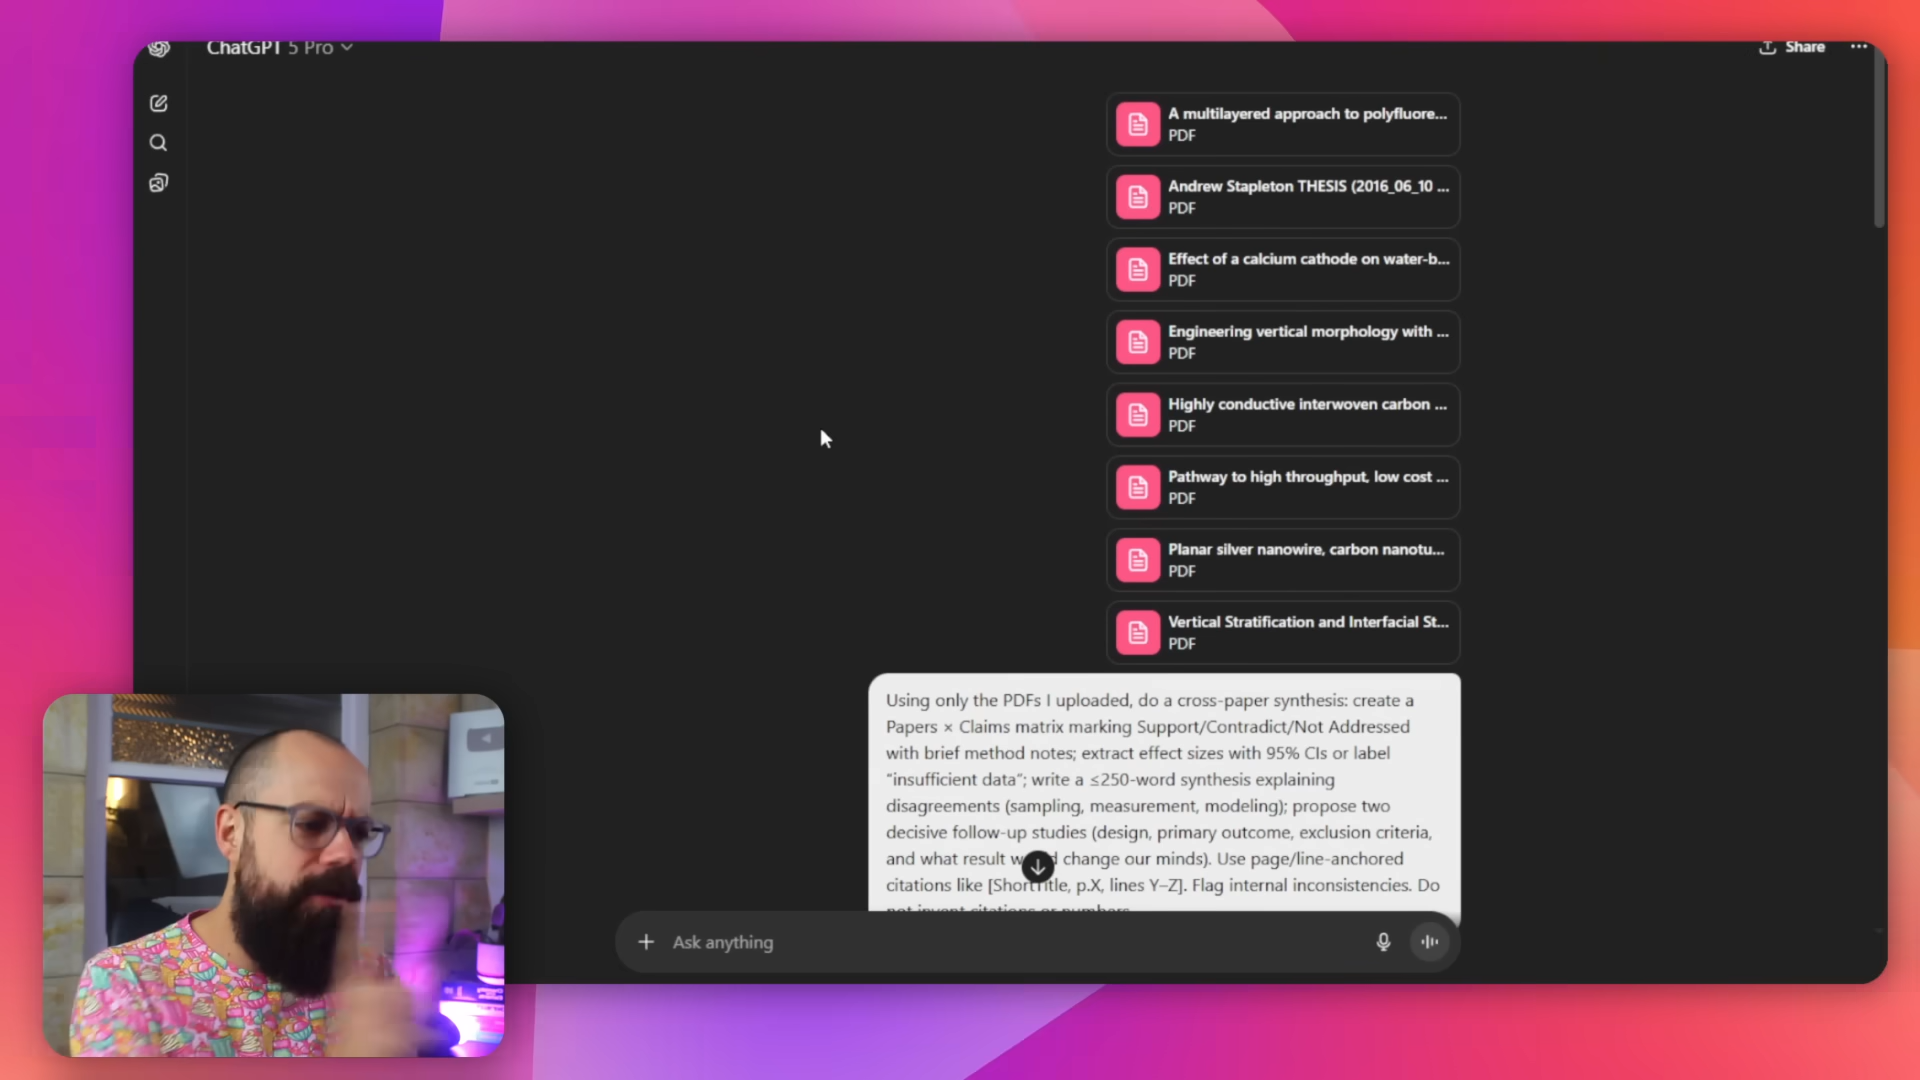 ChatGPT 5 Pro
Share
A multilayered approach to polyfluore...
PDF
Andrew Stapleton THESIS (2016_06_10 ...
PDF
Effect of a calcium cathode on water-b...
PDF
Engineering vertical morphology with ...
PDF
Highly conductive interwoven carbon ...
PDF
Pathway to high throughput, low cost ...
PDF
Planar silver nanowire, carbon nanotu...
PDF
Vertical Stratification and Interfacial St...
PDF
Using only the PDFs I uploaded, do a cross-paper synthesis: create a
Papers × Claims matrix marking Support/Contradict/Not Addressed
with brief method notes; extract effect sizes with 95% CIs or label
"insufficient data"; write a ≤250-word synthesis explaining
disagreements (sampling, measurement, modeling); propose two
decisive follow-up studies (design, primary outcome, exclusion criteria,
and what result change our minds). Use page/line-anchored
citations like [ShortTitle, p.X, lines Y–Z]. Flag internal inconsistencies. Do
not invent citations or numbers.
Ask anything